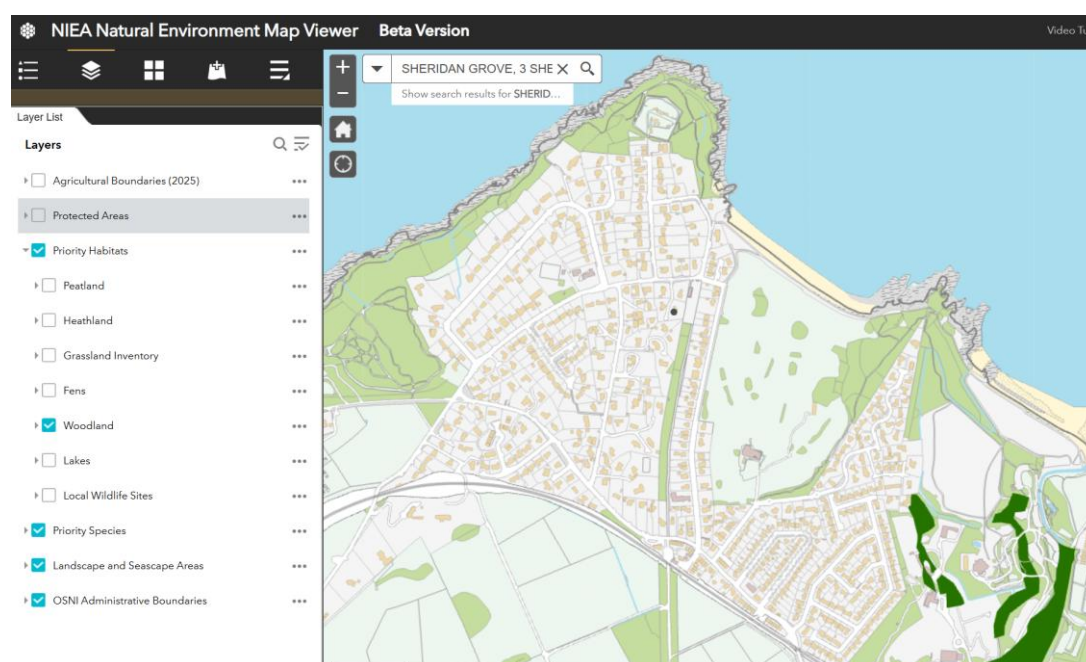 NIEA Natural Environment Map Viewer Beta Version
Video Tu
SHERIDAN GROVE, 3 SHE
Show search results for SHERID...
Layer List
Layers
Agricultural Boundaries (2025)
Protected Areas
Priority Habitats
Peatland
Heathland
Grassland Inventory
Fens
Woodland
Lakes
Local Wildlife Sites
Priority Species
Landscape and Seascape Areas
OSNI Administrative Boundaries